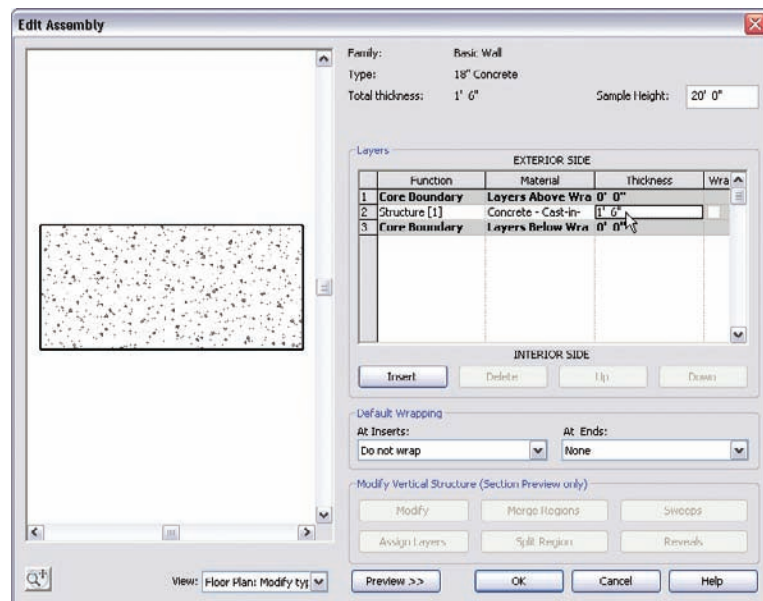 Edit Assembly
Family: Basic Wall
Type: 18" Concrete
Total thickness: 1' 6" Sample Height: 20' 0"
Layers
EXTERIOR SIDE
Function Material Thickness Wra
1 Core Boundary Layers Above Wra 0' 0"
2 Structure [1] Concrete - Cast-in- 1' 6"
3 Core Boundary Layers Below Wra 0' 0"
INTERIOR SIDE
Insert Delete Up Down
Default Wrapping
At Inserts: At Ends:
Do not wrap None
Modify Vertical Structure (Section Preview only)
Modify Merge Regions Sweeps
Assign Layers Split Region Reveals
View: Floor Plan: Modify typ Preview >> OK Cancel Help